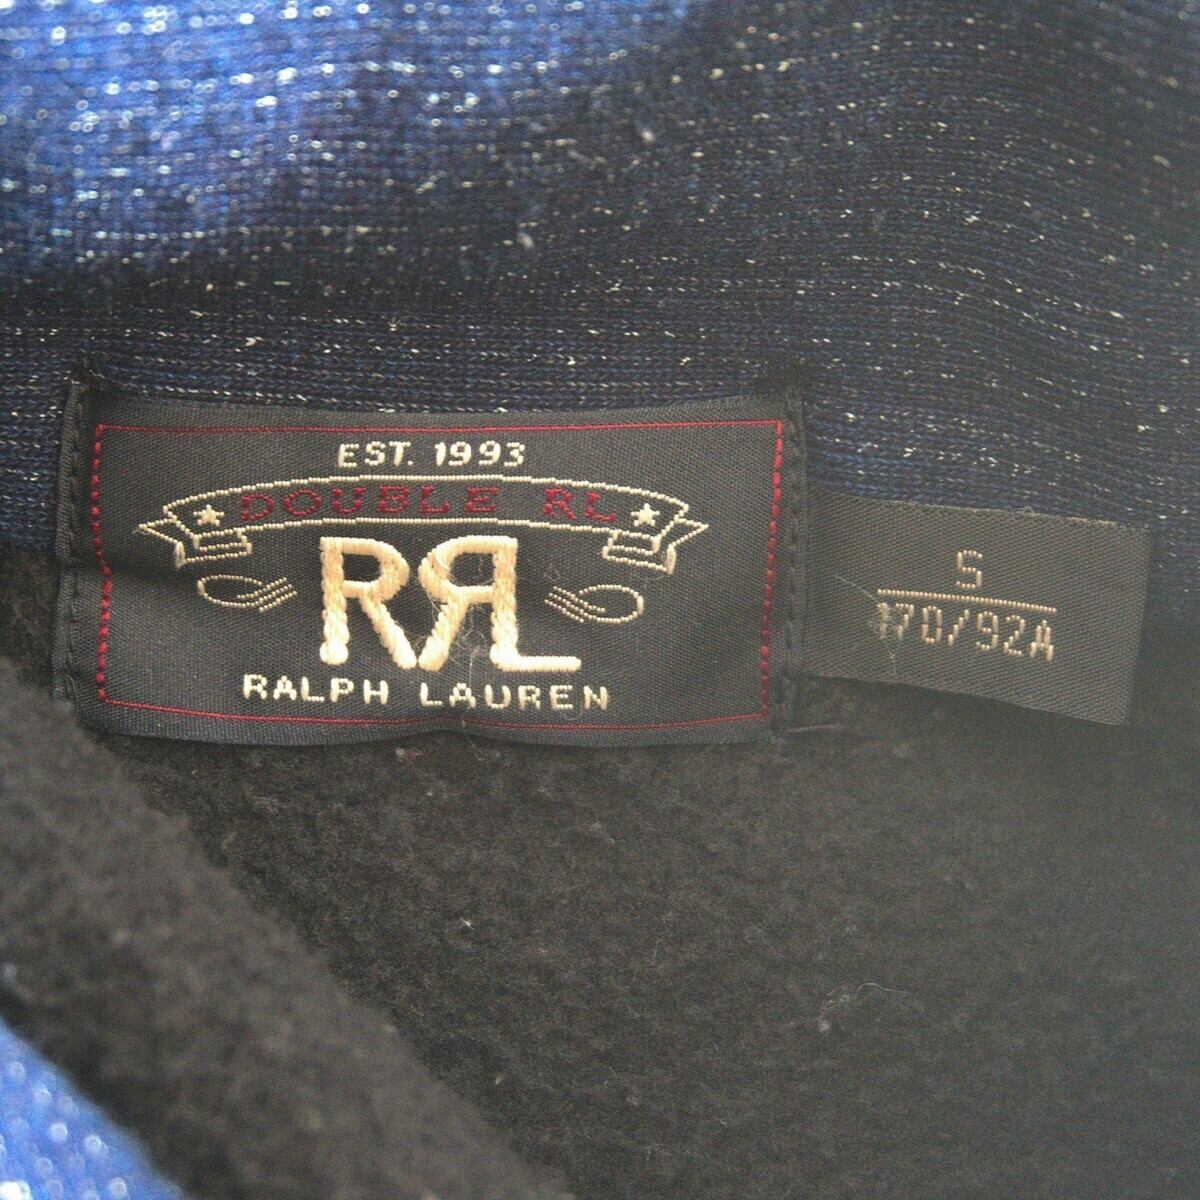 EST. 1993
DOUBLE RL
RRL
RALPH LAUREN
S
170/92A